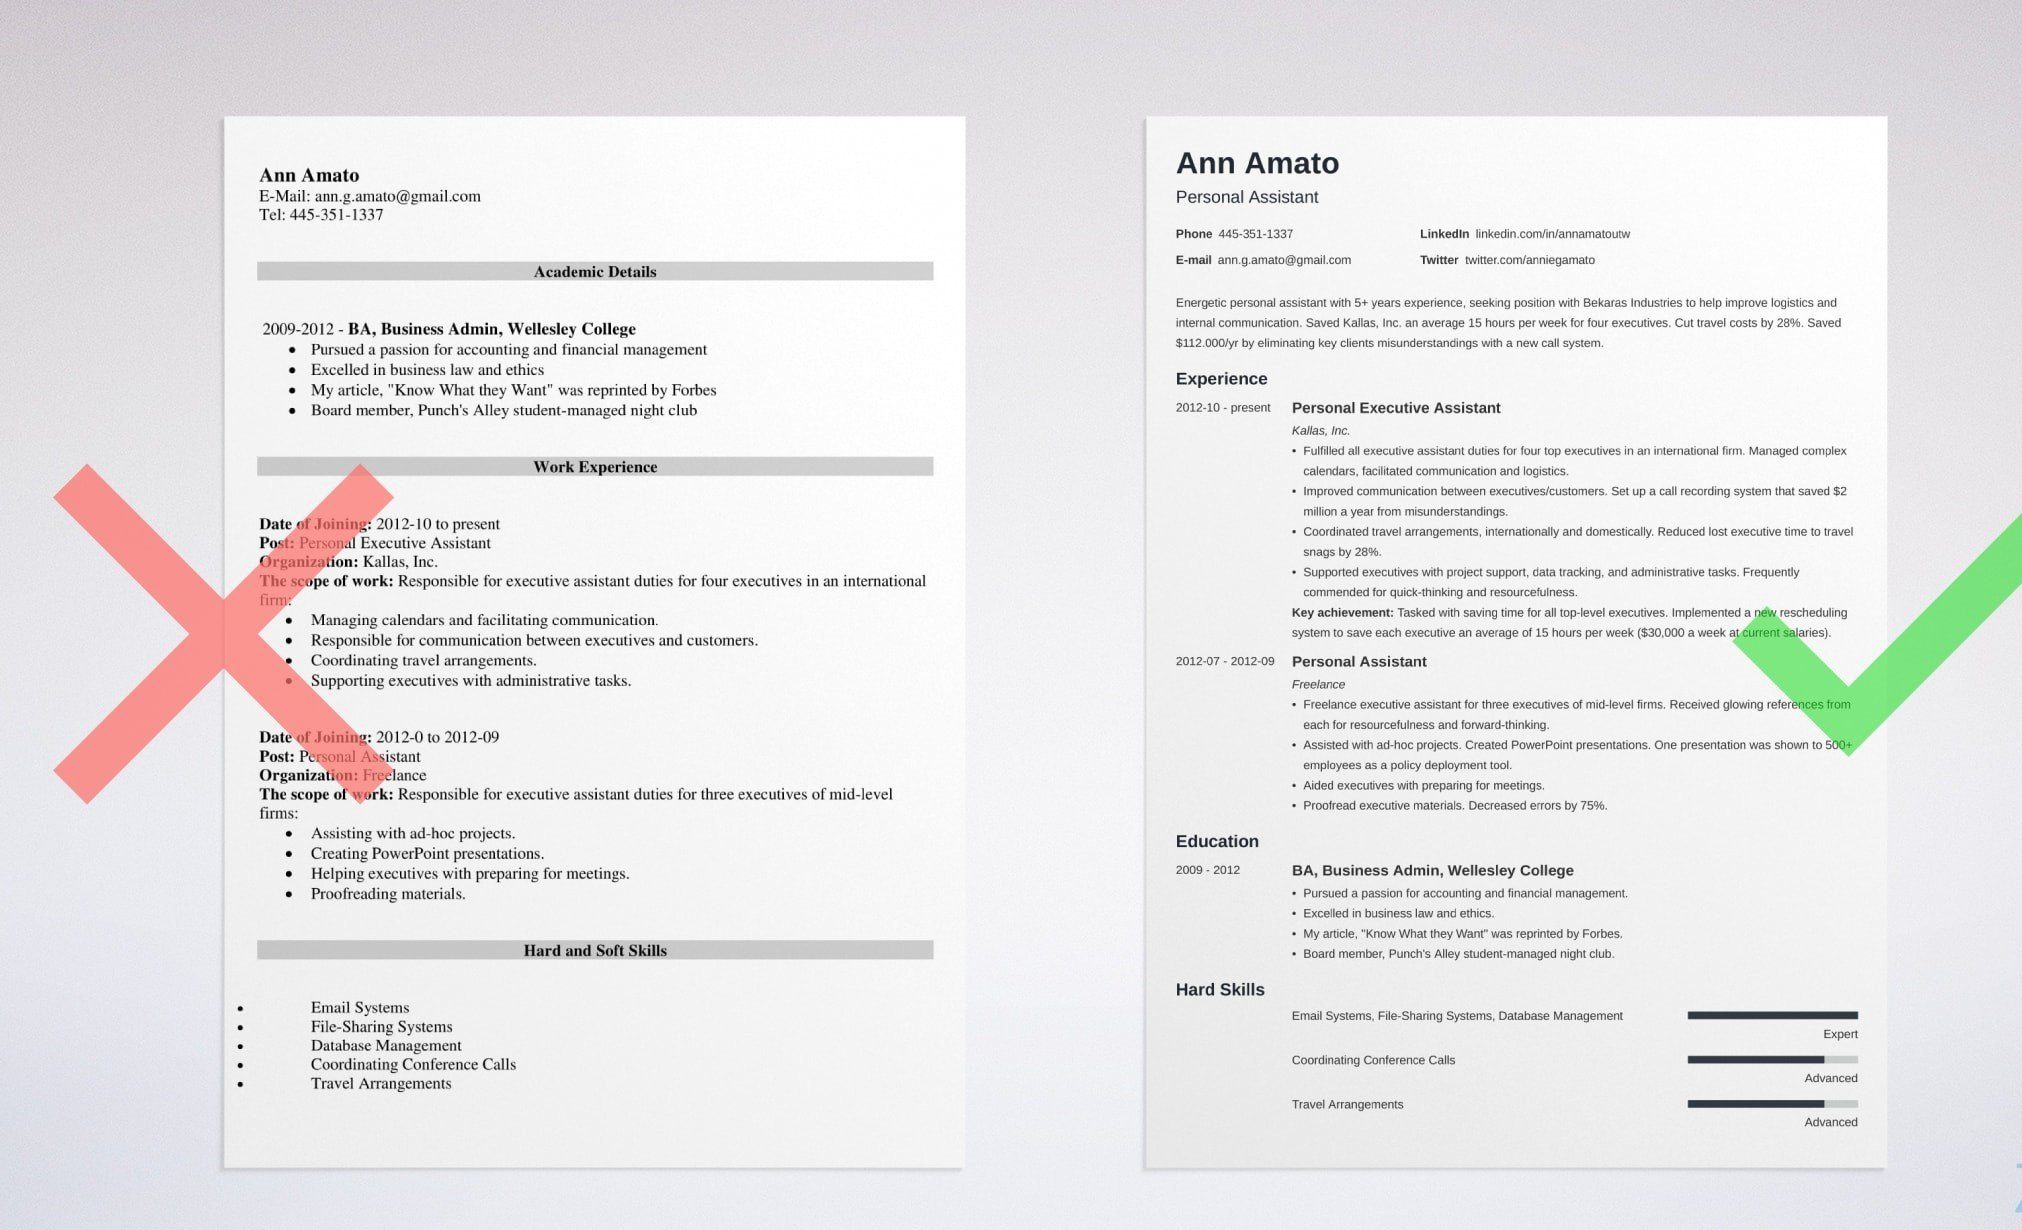 Ann Amato
E-Mail: ann.g.amato@gmail.com
Tel: 445-351-1337
Academic Details
2009-2012 - BA, Business Admin, Wellesley College
• Pursued a passion for accounting and financial management
• Excelled in business law and ethics
• My article, "Know What they Want" was reprinted by Forbes
• Board member, Punch's Alley student-managed night club
Work Experience
Date of Joining: 2012-10 to present
Post: Personal Executive Assistant
Organization: Kallas, Inc.
The scope of work: Responsible for executive assistant duties for four executives in an international
firm:
• Managing calendars and facilitating communication.
• Responsible for communication between executives and customers.
• Coordinating travel arrangements.
• Supporting executives with administrative tasks.
Date of Joining: 2012-0 to 2012-09
Post: Personal Assistant
Organization: Freelance
The scope of work: Responsible for executive assistant duties for three executives of mid-level
firms:
• Assisting with ad-hoc projects.
• Creating PowerPoint presentations.
• Helping executives with preparing for meetings.
• Proofreading materials.
Hard and Soft Skills
• Email Systems
• File-Sharing Systems
• Database Management
• Coordinating Conference Calls
• Travel Arrangements
Ann Amato
Personal Assistant
Phone 445-351-1337 LinkedIn linkedin.com/in/annamatoutw
E-mail ann.g.amato@gmail.com Twitter twitter.com/anniegamato
Energetic personal assistant with 5+ years experience, seeking position with Bekaras Industries to help improve logistics and
internal communication. Saved Kallas, Inc. an average 15 hours per week for four executives. Cut travel costs by 28%. Saved
$112.000/yr by eliminating key clients misunderstandings with a new call system.
Experience
2012-10 - present Personal Executive Assistant
Kallas, Inc.
• Fulfilled all executive assistant duties for four top executives in an international firm. Managed complex
calendars, facilitated communication and logistics.
• Improved communication between executives/customers. Set up a call recording system that saved $2
million a year from misunderstandings.
• Coordinated travel arrangements, internationally and domestically. Reduced lost executive time to travel
snags by 28%.
• Supported executives with project support, data tracking, and administrative tasks. Frequently
commended for quick-thinking and resourcefulness.
Key achievement: Tasked with saving time for all top-level executives. Implemented a new rescheduling
system to save each executive an average of 15 hours per week ($30,000 a week at current salaries).
2012-07 - 2012-09 Personal Assistant
Freelance
• Freelance executive assistant for three executives of mid-level firms. Received glowing references from
each for resourcefulness and forward-thinking.
• Assisted with ad-hoc projects. Created PowerPoint presentations. One presentation was shown to 500+
employees as a policy deployment tool.
• Aided executives with preparing for meetings.
• Proofread executive materials. Decreased errors by 75%.
Education
2009 - 2012 BA, Business Admin, Wellesley College
• Pursued a passion for accounting and financial management.
• Excelled in business law and ethics.
• My article, "Know What they Want" was reprinted by Forbes.
• Board member, Punch's Alley student-managed night club.
Hard Skills
Email Systems, File-Sharing Systems, Database Management
Expert
Coordinating Conference Calls
Advanced
Travel Arrangements
Advanced